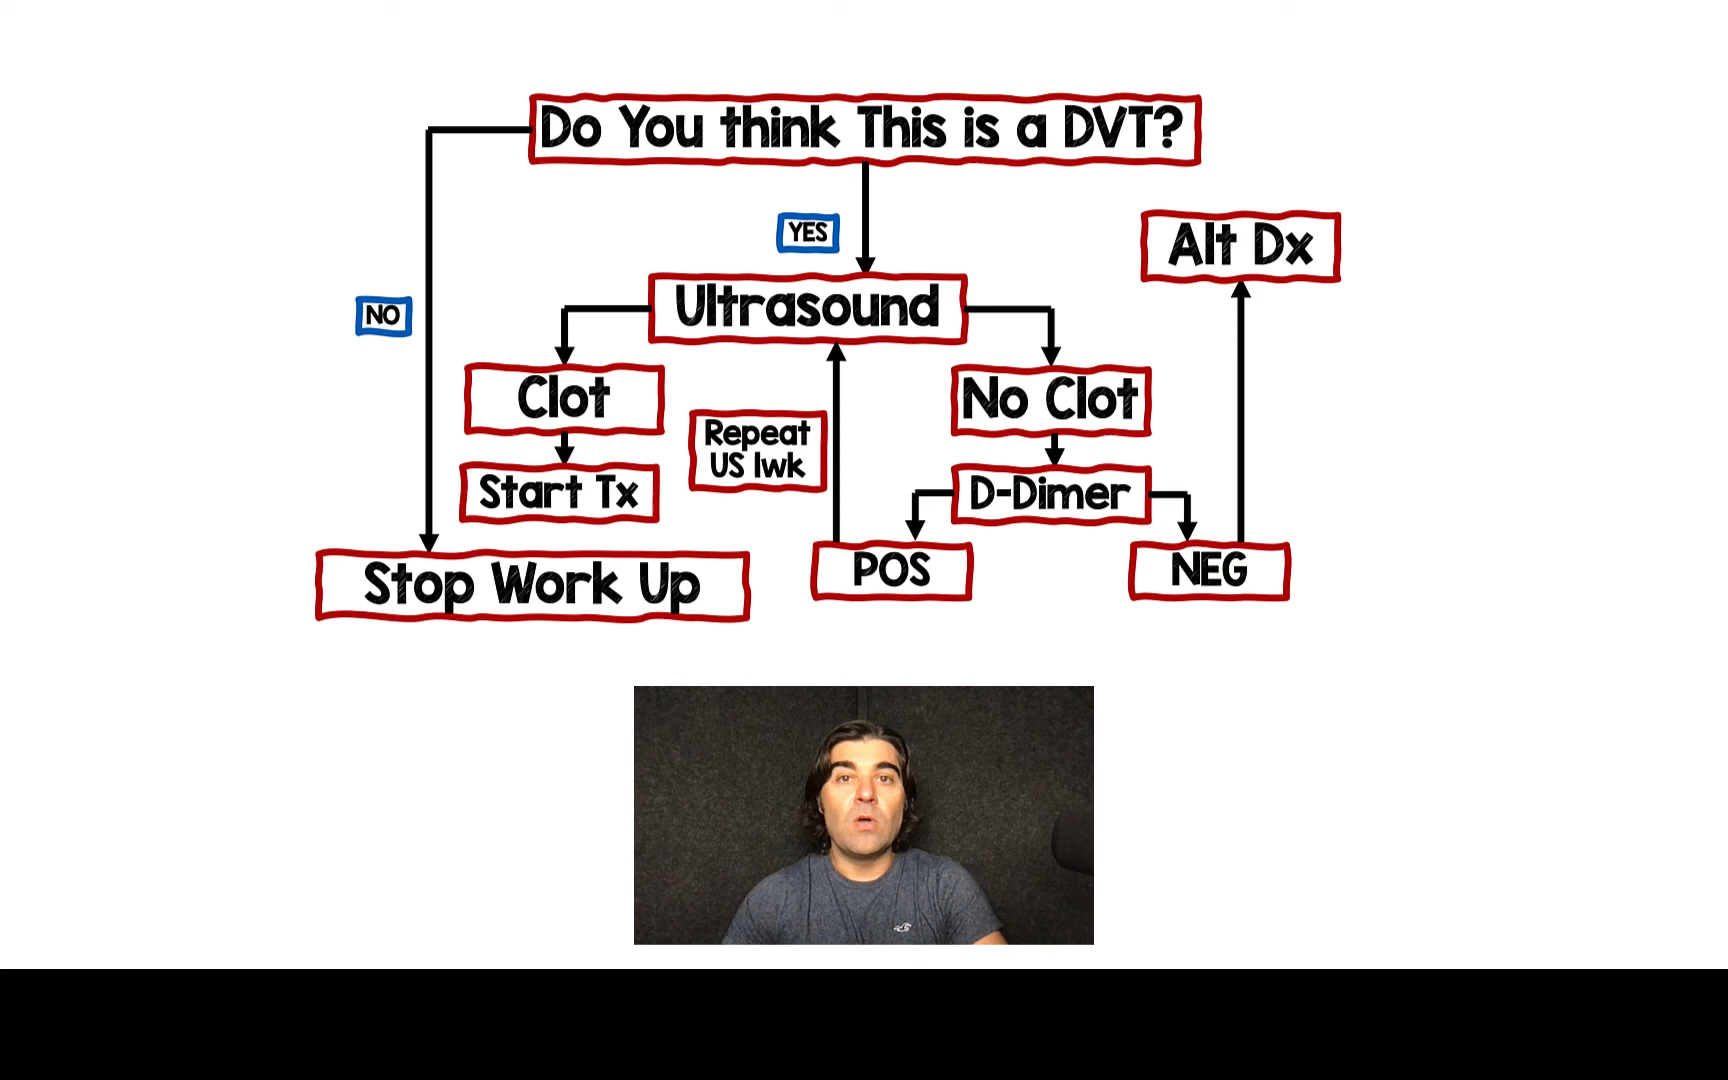 Do You think This is a DVT?
YES
Alt Dx
NO
Ultrasound
Clot
No Clot
Repeat
US 1wk
Start Tx
D-Dimer
Stop Work Up
POS
NEG